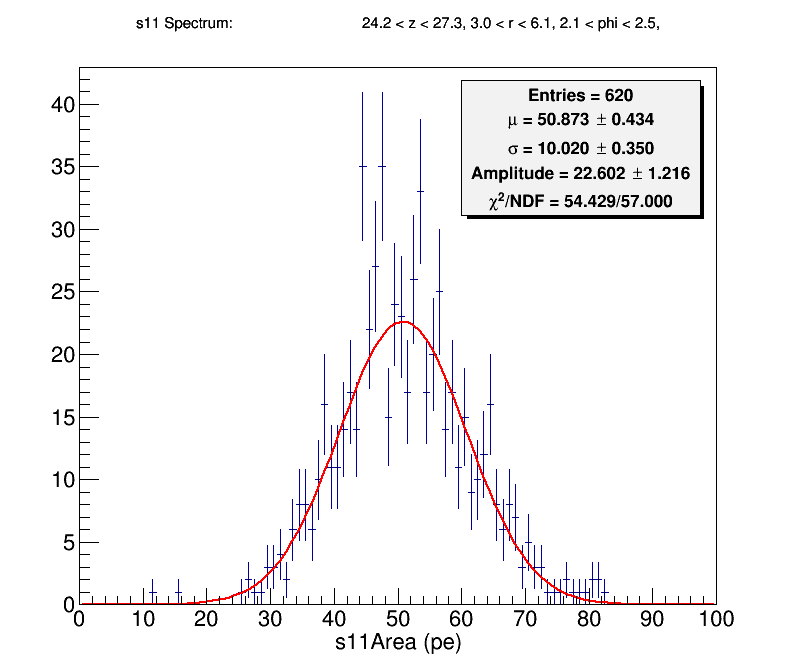 s11 Spectrum: 24.2 < z < 27.3, 3.0 < r < 6.1, 2.1 < phi < 2.5,
Entries = 620
μ = 50.873 ± 0.434
σ = 10.020 ± 0.350
Amplitude = 22.602 ± 1.216
χ²/NDF = 54.429/57.000
40
35
30
25
20
15
10
5
0
0 10 20 30 40 50 60 70 80 90 100
s11Area (pe)